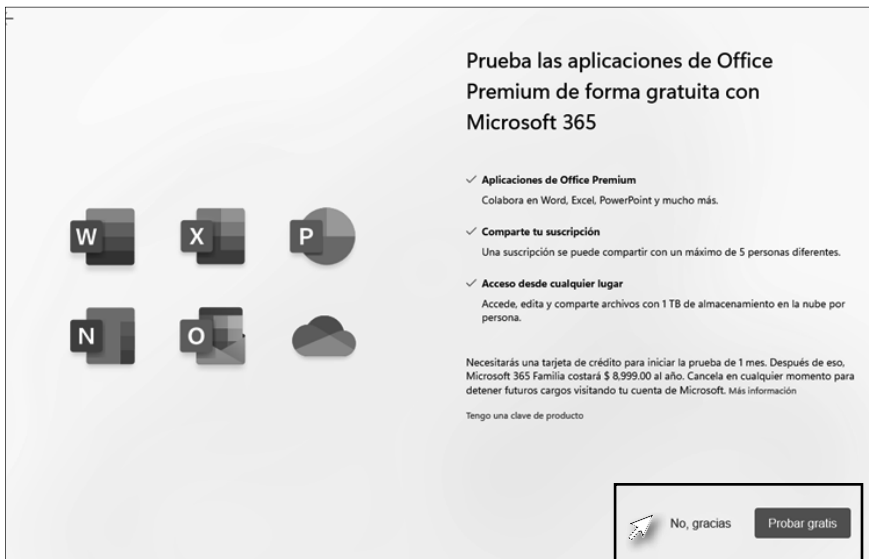 Prueba las aplicaciones de Office
Premium de forma gratuita con
Microsoft 365
Aplicaciones de Office Premium
Colabora en Word, Excel, PowerPoint y mucho más.
Comparte tu suscripción
Una suscripción se puede compartir con un máximo de 5 personas diferentes.
Acceso desde cualquier lugar
Accede, edita y comparte archivos con 1 TB de almacenamiento en la nube por
persona.
W
X
P
N
O
Necesitarás una tarjeta de crédito para iniciar la prueba de 1 mes. Después de eso,
Microsoft 365 Familia costará $ 8,999.00 al año. Cancela en cualquier momento para
detener futuros cargos visitando tu cuenta de Microsoft. Más información
Tengo una clave de producto
No, gracias
Probar gratis